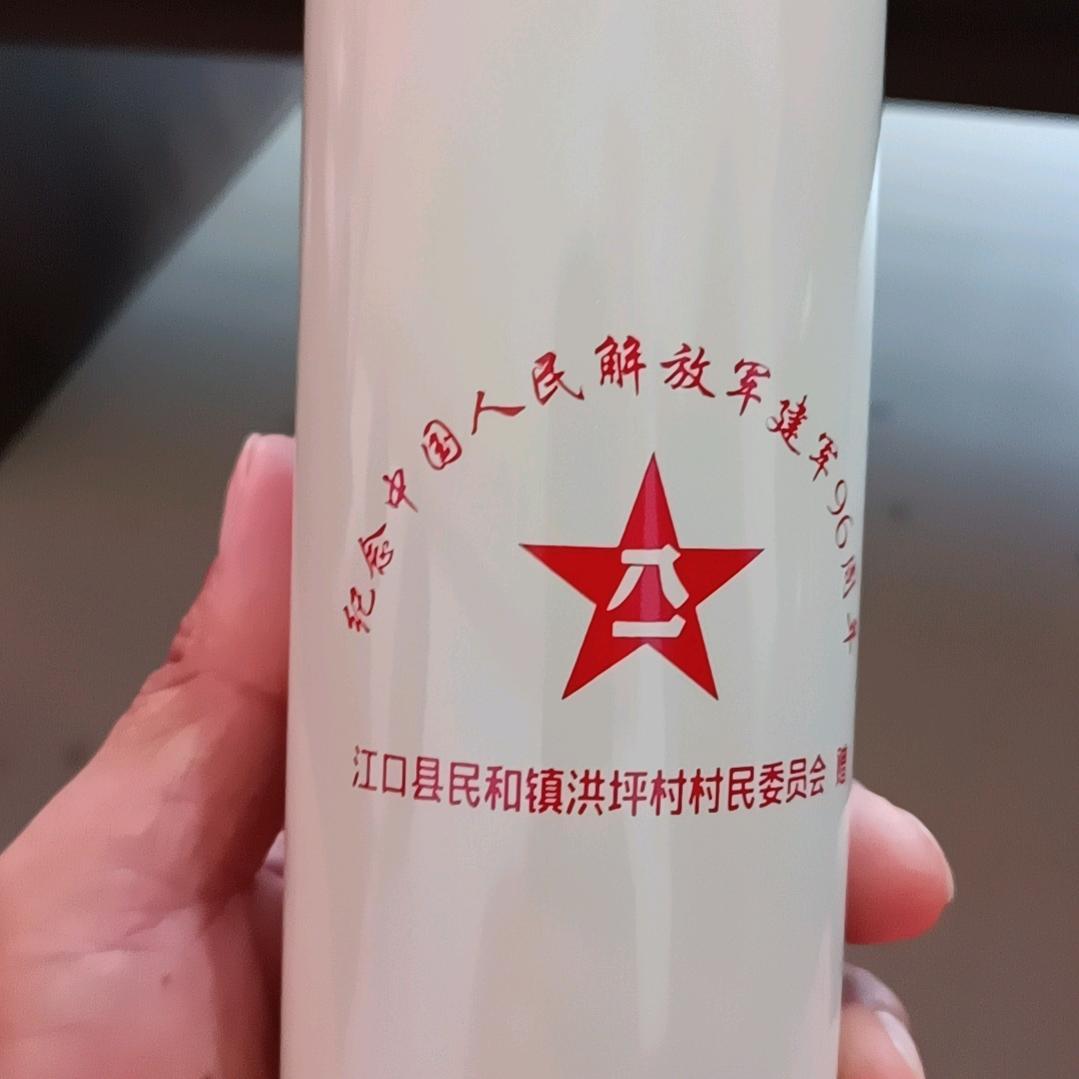 纪念中国人民解放军建军96周年
八一
江口县民和镇洪坪村村民委员会 赠